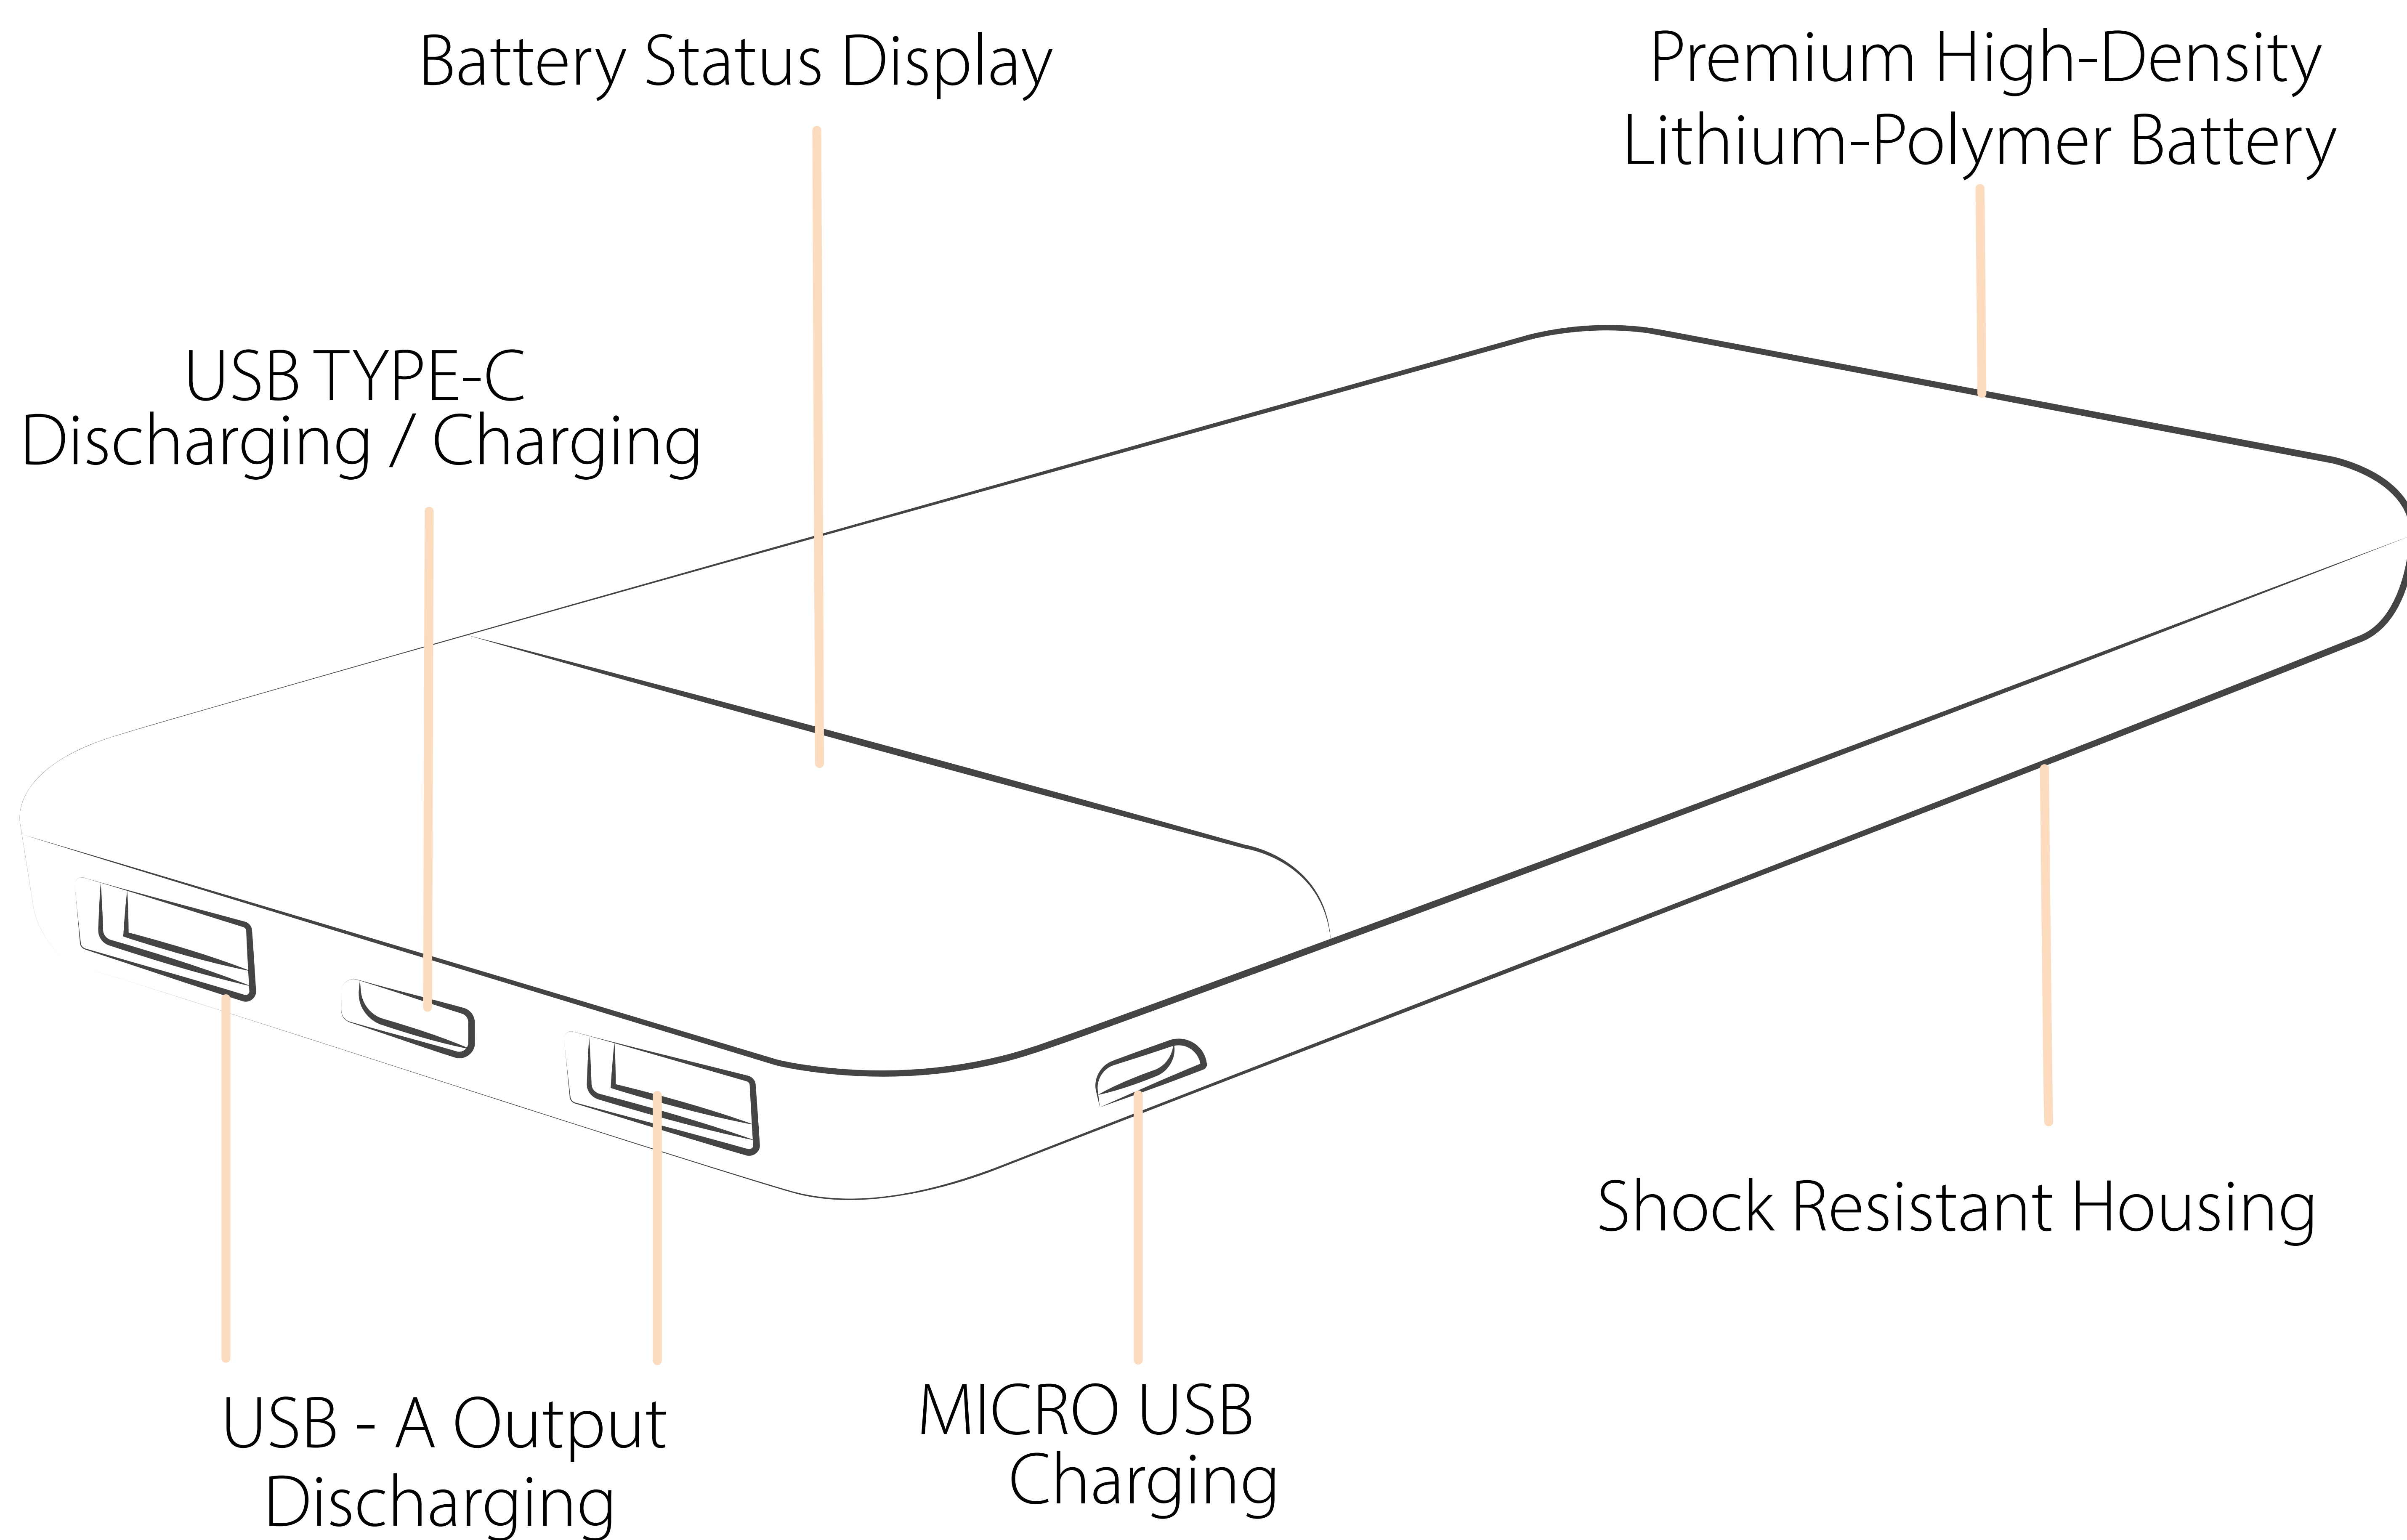 Battery Status Display
Premium High-Density
Lithium-Polymer Battery
USB TYPE-C
Discharging / Charging
Shock Resistant Housing
USB - A Output
Discharging
MICRO USB
Charging